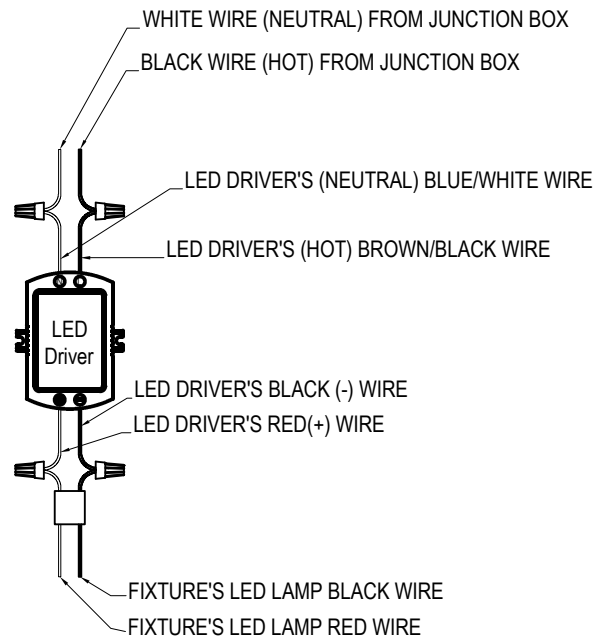 WHITE WIRE (NEUTRAL) FROM JUNCTION BOX
BLACK WIRE (HOT) FROM JUNCTION BOX
LED DRIVER'S (NEUTRAL) BLUE/WHITE WIRE
LED DRIVER'S (HOT) BROWN/BLACK WIRE
LED
Driver
LED DRIVER'S BLACK (-) WIRE
LED DRIVER'S RED(+) WIRE
FIXTURE'S LED LAMP BLACK WIRE
FIXTURE'S LED LAMP RED WIRE